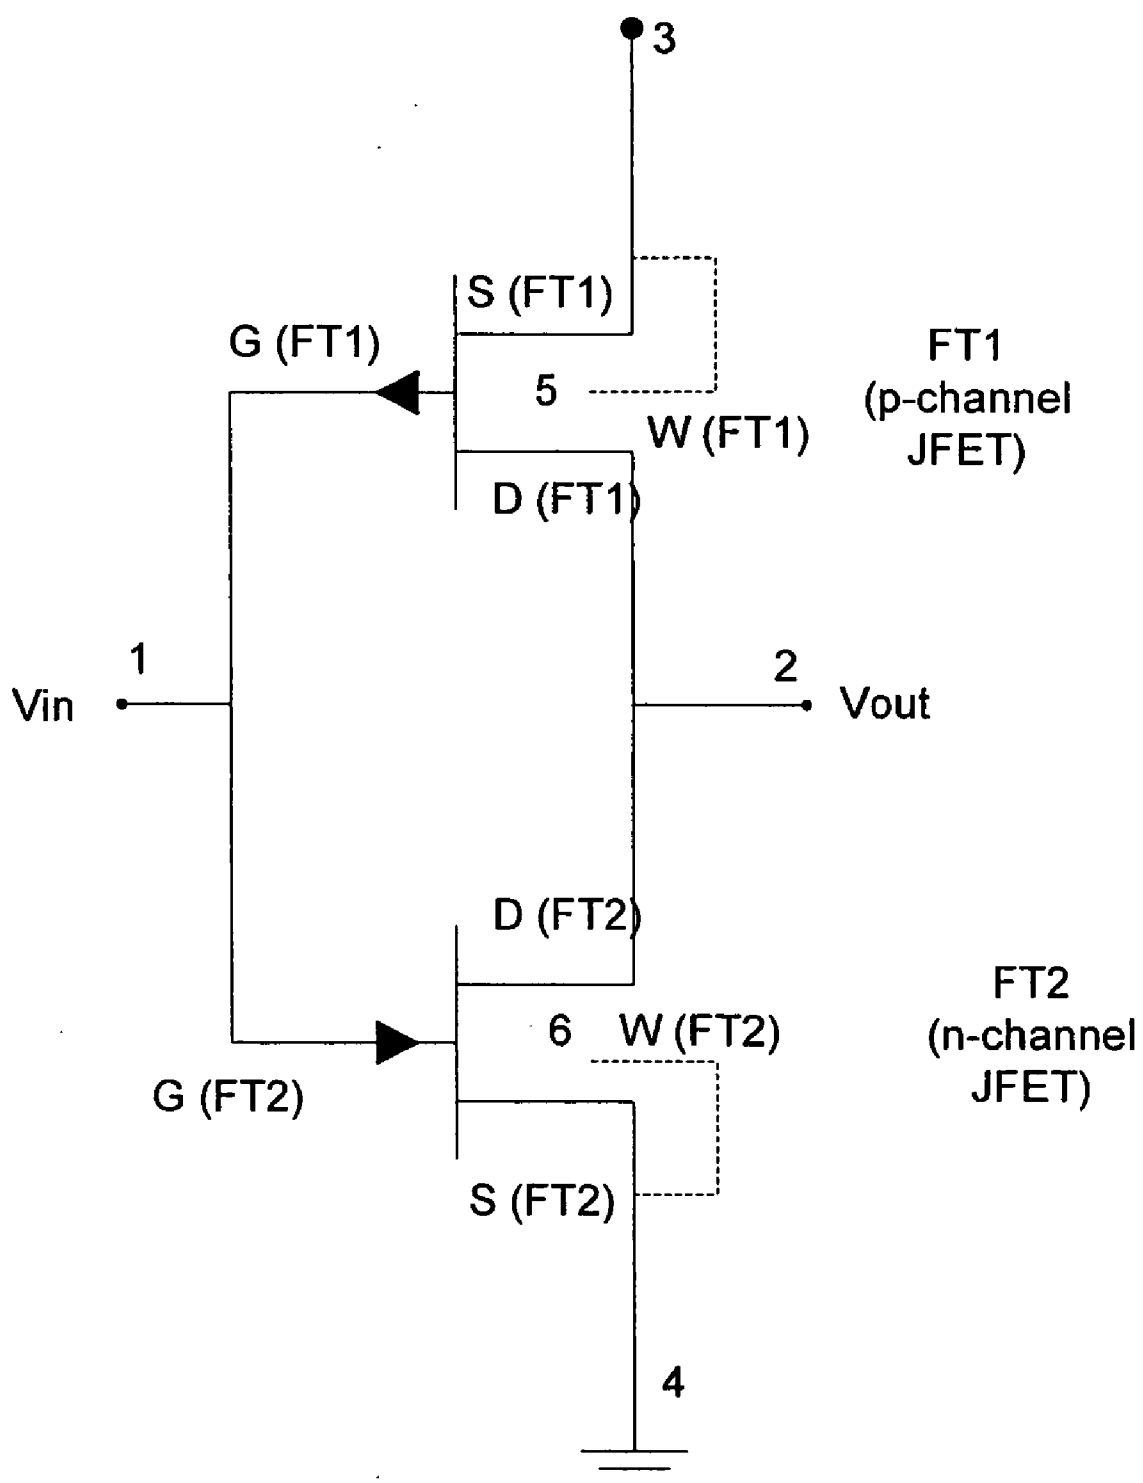 3
S (FT1)
G (FT1)
FT1
5
(p-channel
W (FT1)
JFET)
D (FT1)
1
2
Vin
Vout
D (FT2)
FT2
6
W (FT2)
(n-channel
G (FT2)
JFET)
S (FT2)
4